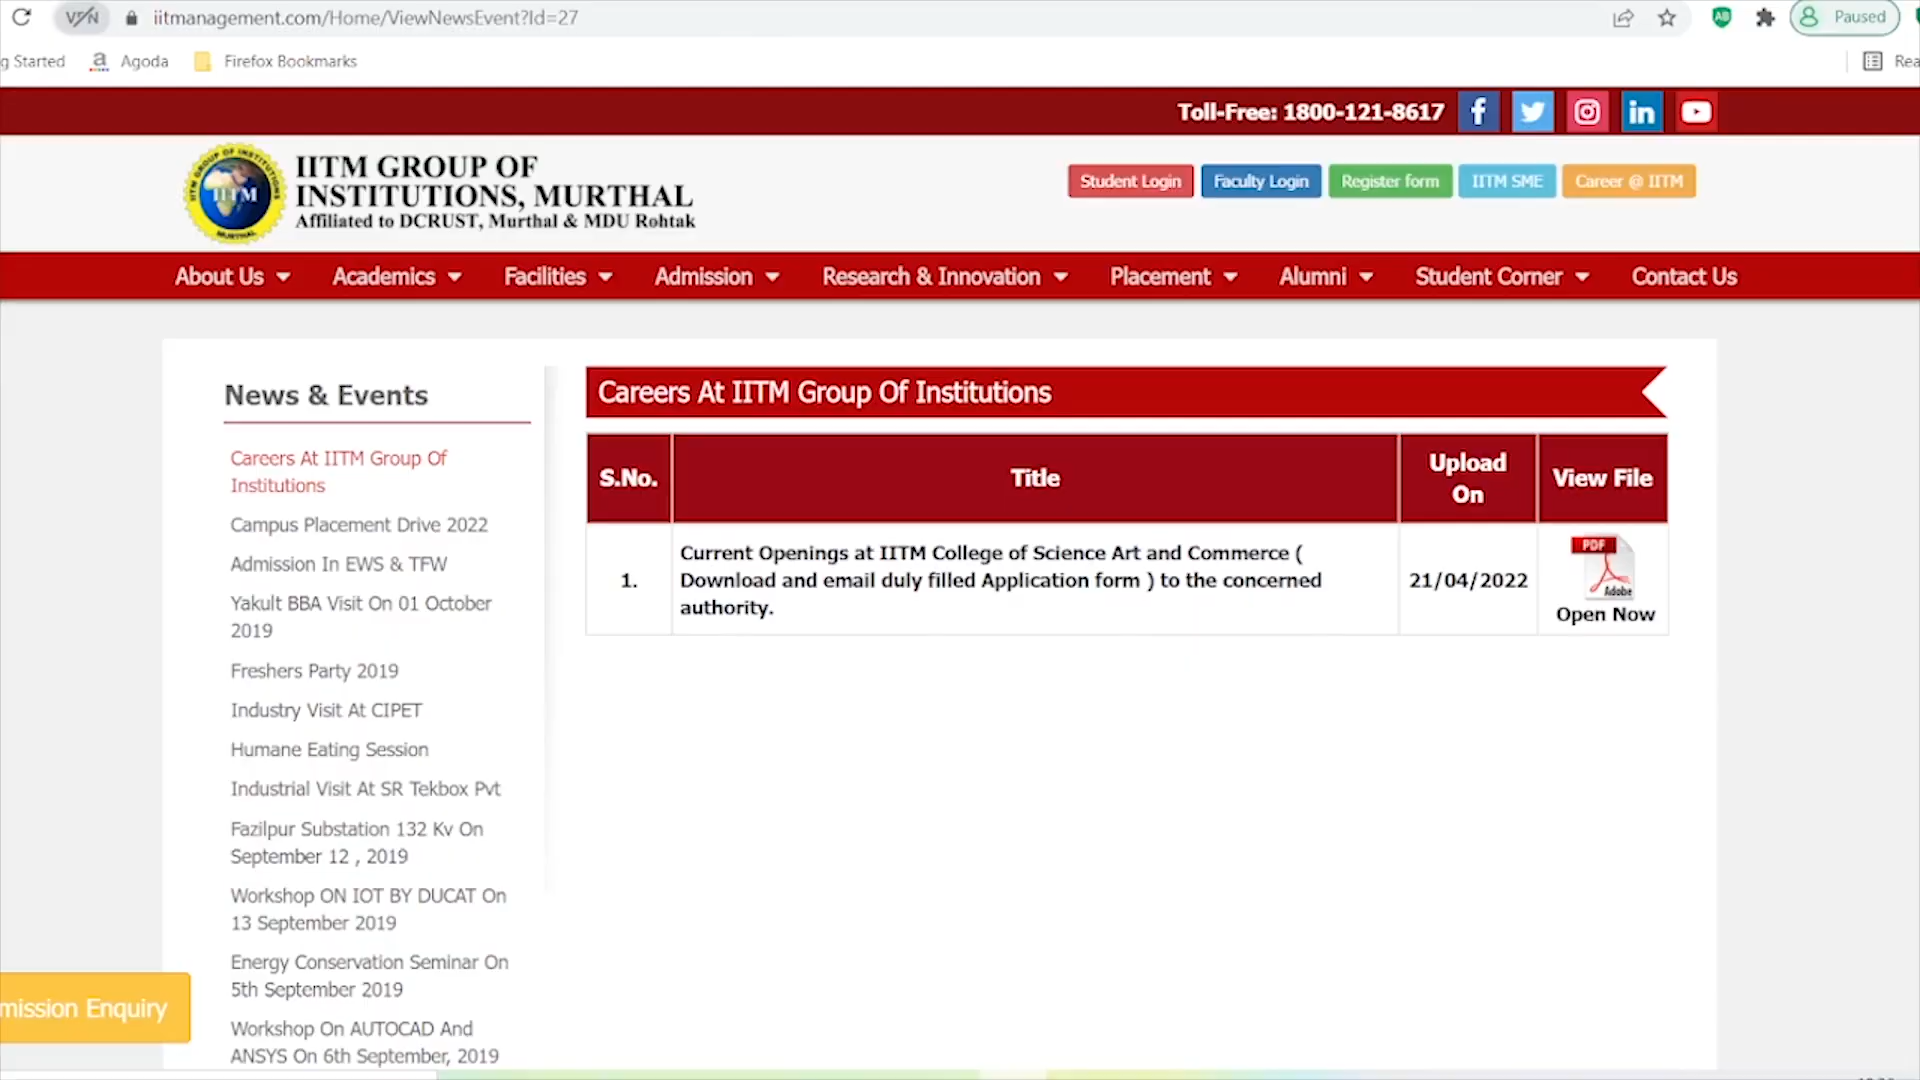 VPN iitmanagement.com/Home/ViewNewsEvent?Id=27 AB Paused
g Started Agoda Firefox Bookmarks Rea
Toll-Free: 1800-121-8617
IITM GROUP OF
INSTITUTIONS, MURTHAL
Affiliated to DCRUST, Murthal & MDU Rohtak
IITM
Student Login Faculty Login Register form IITM SME Career @ IITM
About Us Academics Facilities Admission Research & Innovation Placement Alumni Student Corner Contact Us
News & Events
Careers At IITM Group Of
Institutions
Campus Placement Drive 2022
Admission In EWS & TFW
Yakult BBA Visit On 01 October
2019
Freshers Party 2019
Industry Visit At CIPET
Humane Eating Session
Industrial Visit At SR Tekbox Pvt
Fazilpur Substation 132 Kv On
September 12 , 2019
Workshop ON IOT BY DUCAT On
13 September 2019
Energy Conservation Seminar On
5th September 2019
Workshop On AUTOCAD And
ANSYS On 6th September, 2019
mission Enquiry
Careers At IITM Group Of Institutions
S.No. Title Upload On View File
1. Current Openings at IITM College of Science Art and Commerce (
Download and email duly filled Application form ) to the concerned
authority.
21/04/2022
PDF
Adobe
Open Now